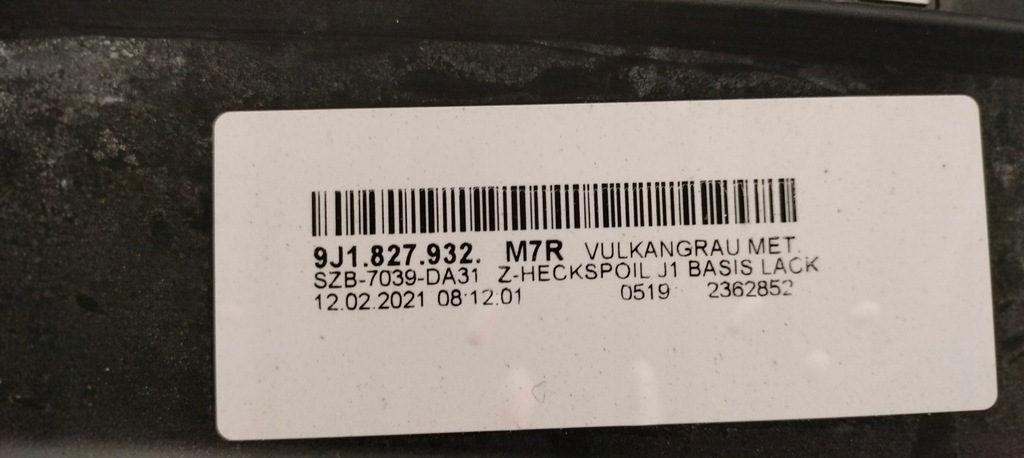 9J1.827.932. M7R VULKANGRAU MET.
SZB-7039-DA31 Z-HECKSPOIL J1 BASIS LACK
12.02.2021 08:12:01 0519 2362852